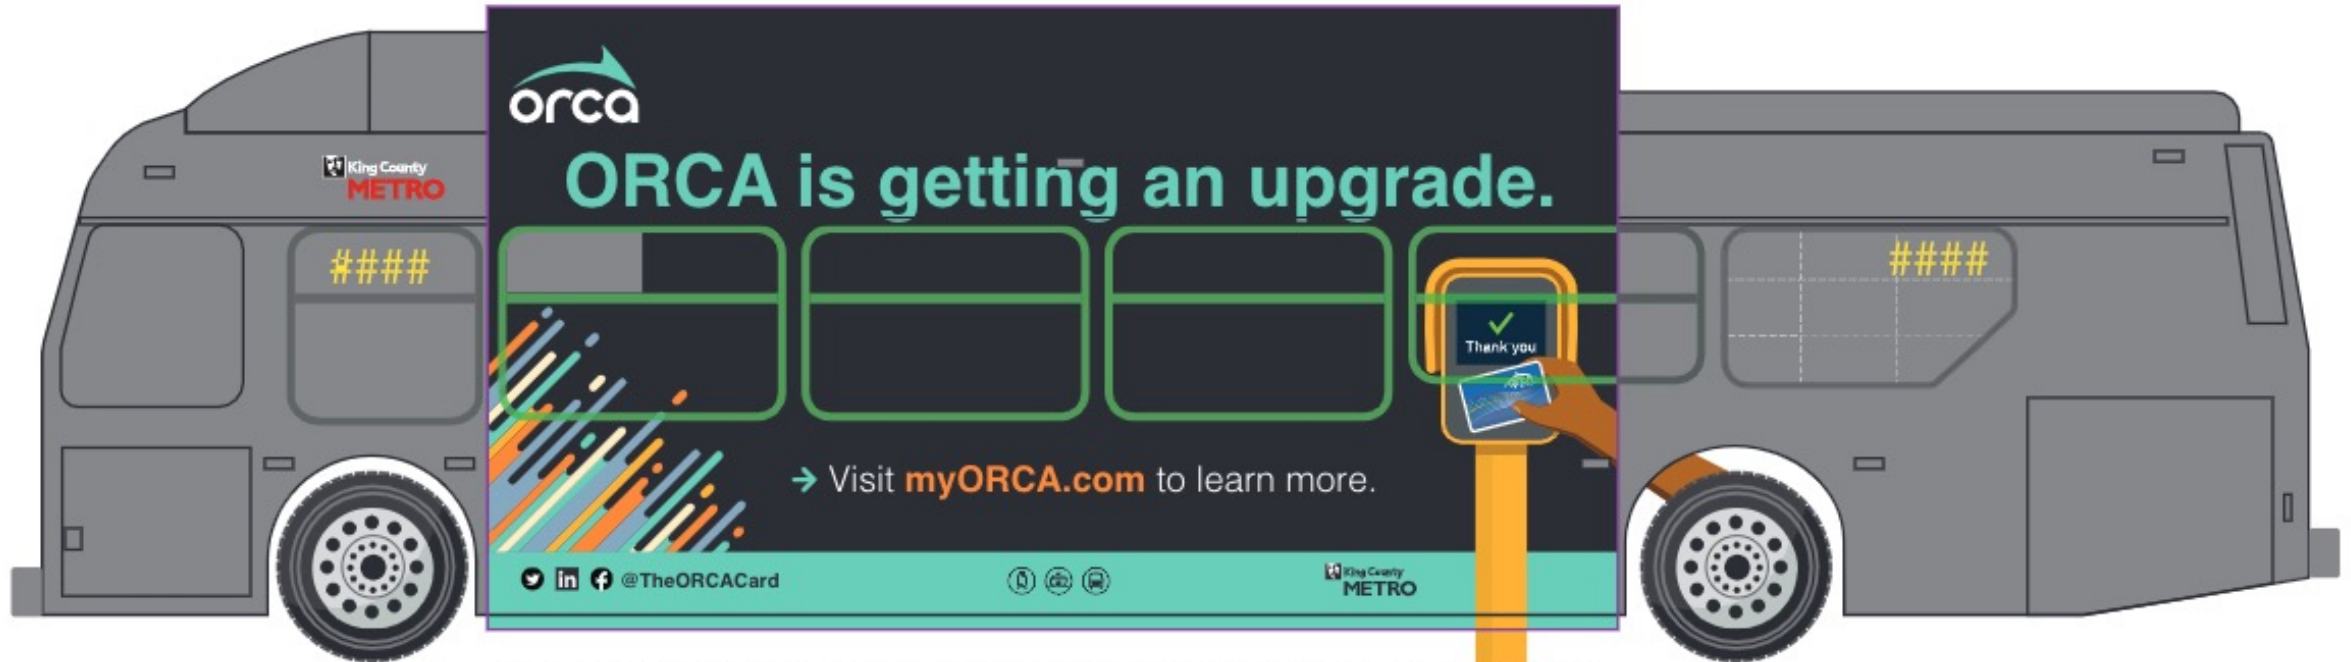 orca
ORCA is getting an upgrade.
King County
METRO
####
####
Thank you
→ Visit myORCA.com to learn more.
@TheORCACard
King County
METRO